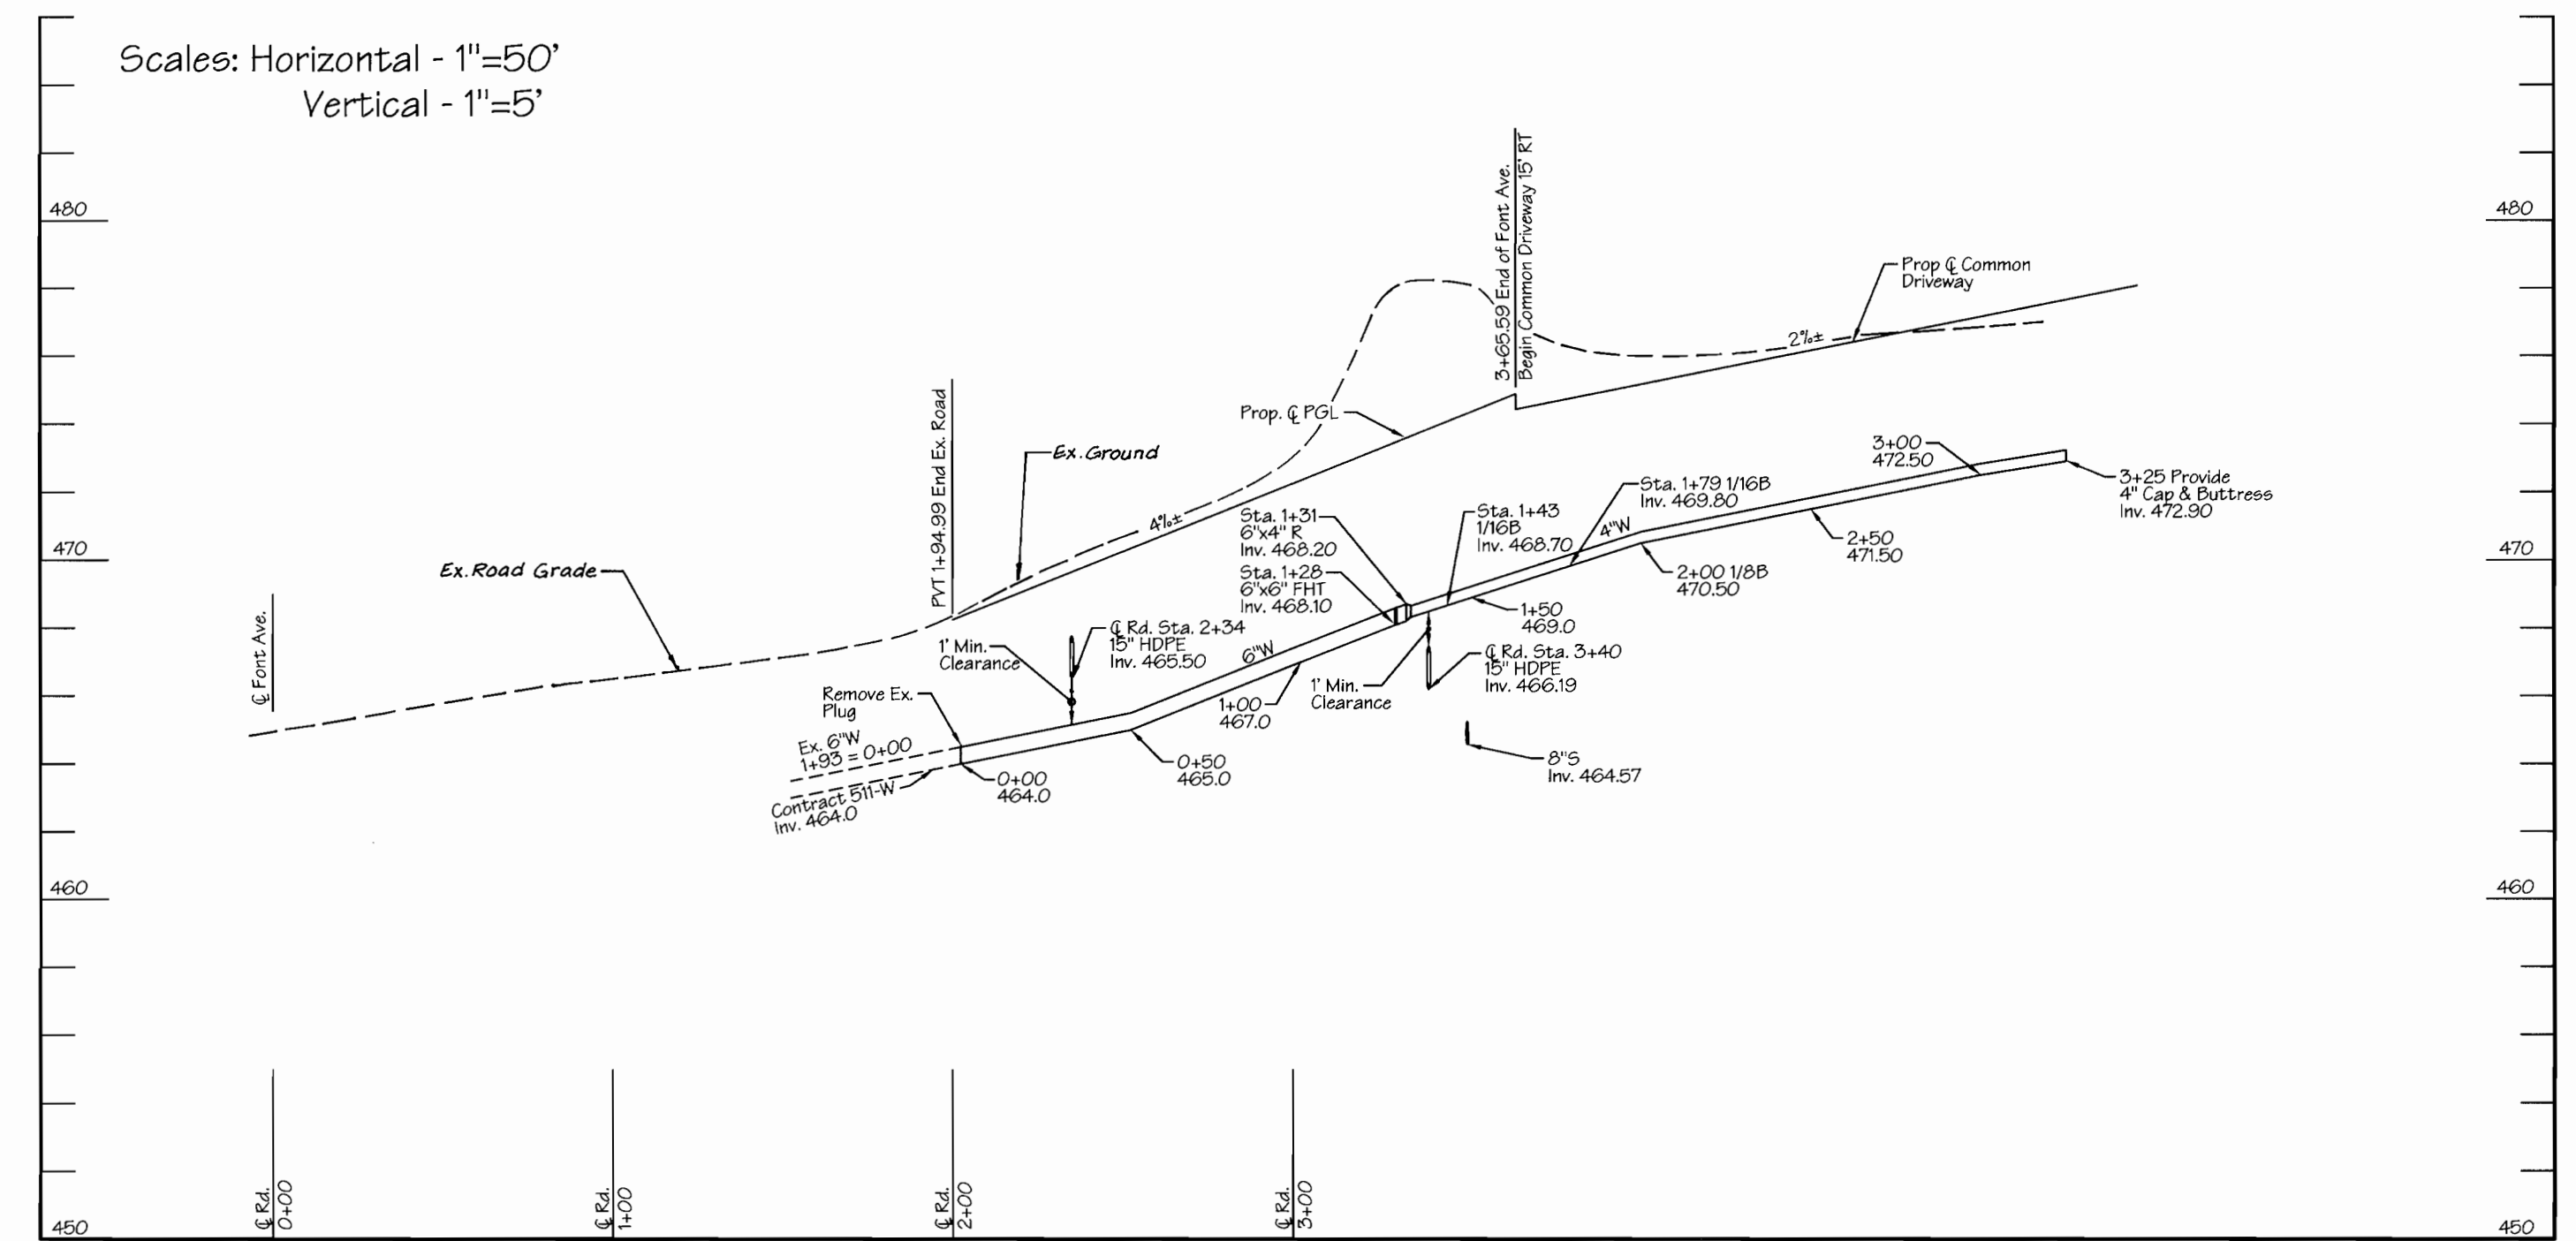 Scales: Horizontal - 1"=50'
Vertical - 1"=5'
480
480
470
470
460
460
450
450
℄ Font Ave.
Ex. Road Grade
PVT 1+94.99 End Ex. Road
Ex. Ground
4%±
Prop. ℄ PGL
3+65.59 End of Font Ave.
Begin Common Driveway 15' RT
2%±
Prop ℄ Common
Driveway
Remove Ex.
Plug
Ex. 6"W
1+93 = 0+00
Contract 511-W
Inv. 464.0
0+00
464.0
1' Min.
Clearance
℄ Rd. Sta. 2+34
15" HDPE
Inv. 465.50
0+50
465.0
6"W
1+00
467.0
Sta. 1+31
6"x4" R
Inv. 468.20
Sta. 1+28
6"x6" FHT
Inv. 468.10
1' Min.
Clearance
Sta. 1+43
1/16B
Inv. 468.70
1+50
469.0
℄ Rd. Sta. 3+40
15" HDPE
Inv. 466.19
8"S
Inv. 464.57
Sta. 1+79 1/16B
Inv. 469.80
4"W
2+00 1/8B
470.50
2+50
471.50
3+00
472.50
3+25 Provide
4" Cap & Buttress
Inv. 472.90
℄ Rd.
0+00
℄ Rd.
1+00
℄ Rd.
2+00
℄ Rd.
3+00